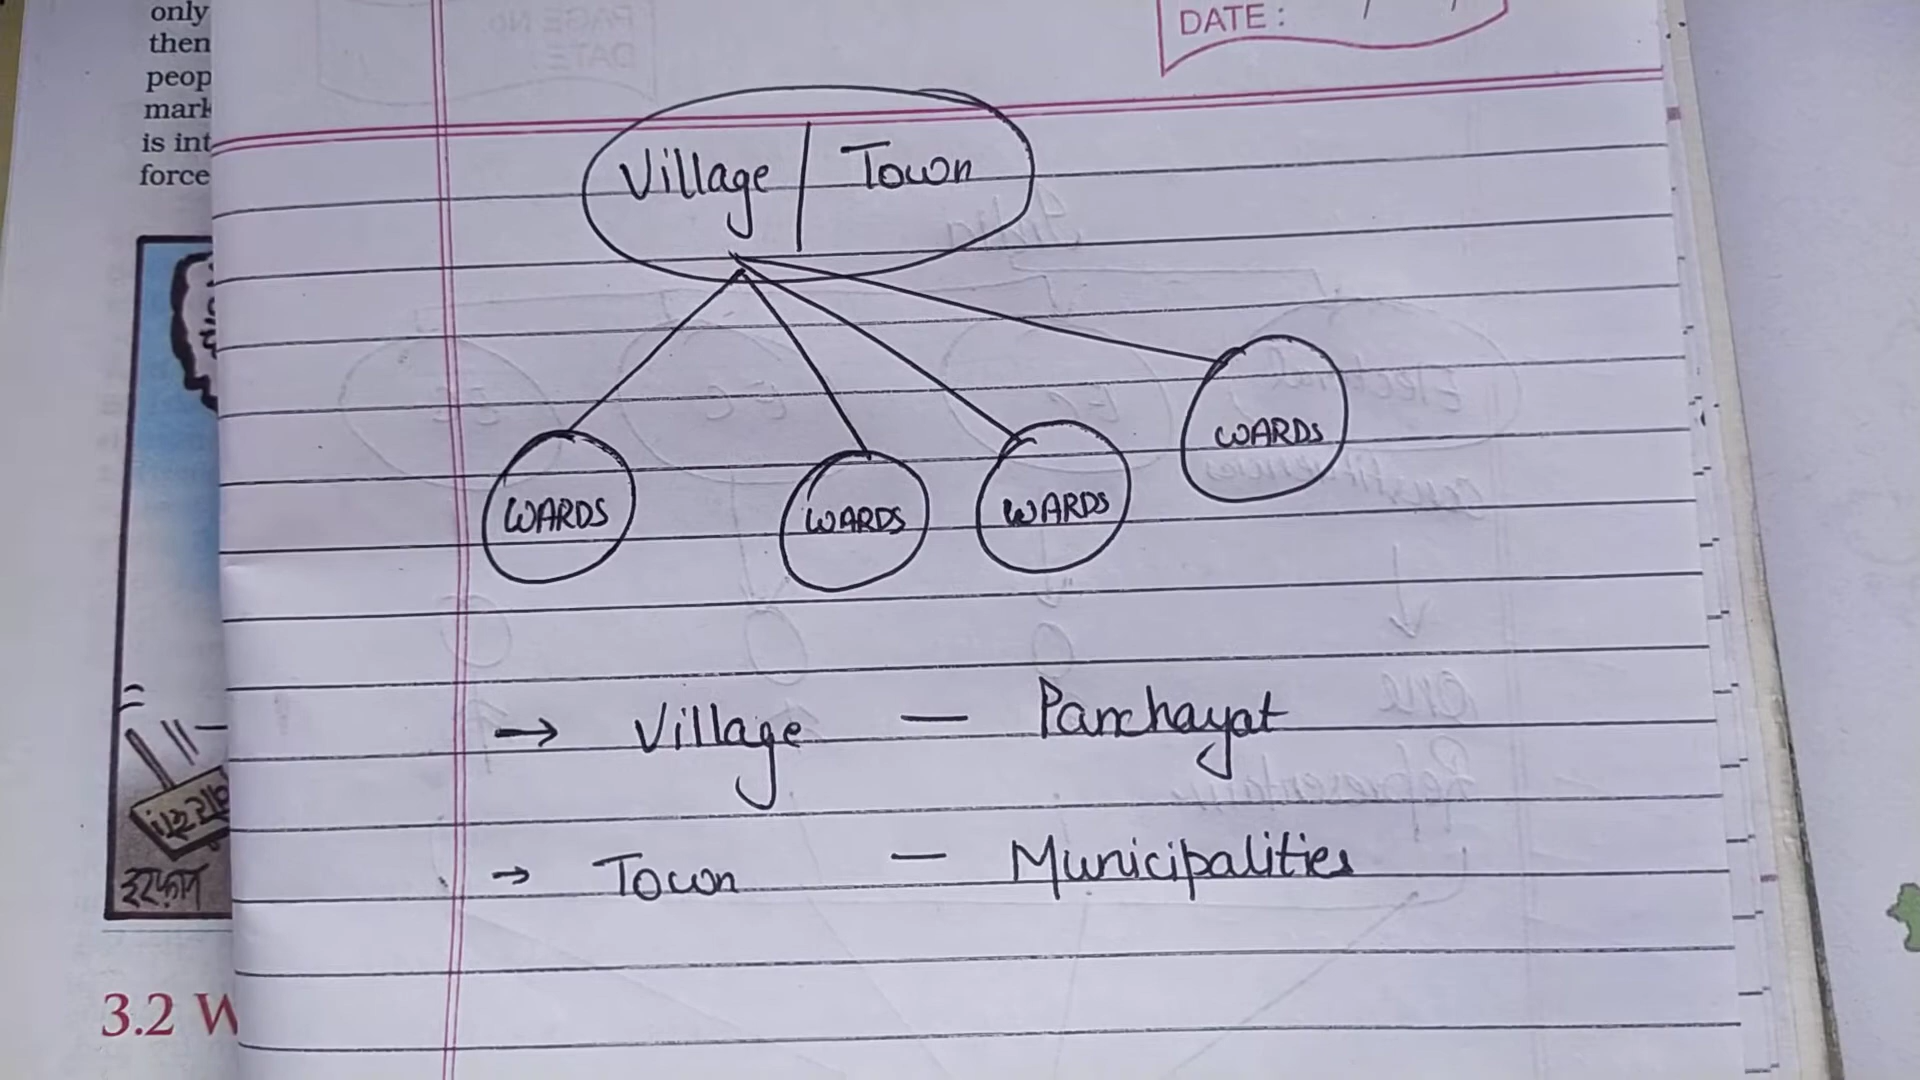 only
then
peop
mark
is int
force
DATE :
Village | Town
WARDS WARDS WARDS WARDS
→ Village — Panchayat
→ Town — Municipalities
इरफ़ान
3.2 W